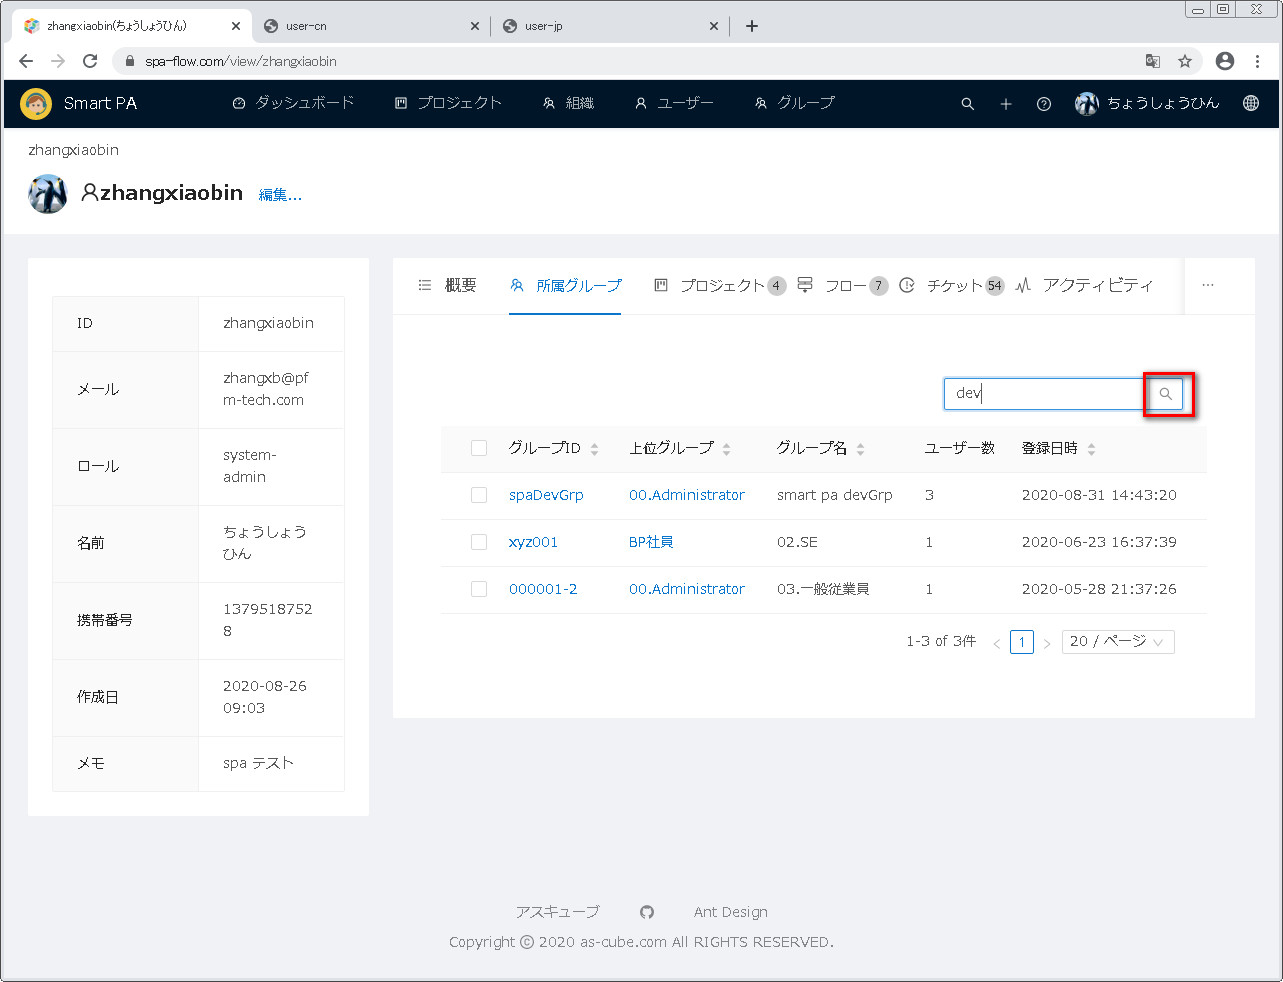 zhangxiaobin(ちょうしょうひん)
user-cn
user-jp
spa-flow.com/view/zhangxiaobin
Smart PA
ダッシュボード
プロジェクト
組織
ユーザー
グループ
ちょうしょうひん
zhangxiaobin
zhangxiaobin
編集...
ID
zhangxiaobin
メール
zhangxb@pf
m-tech.com
ロール
system-
admin
名前
ちょうしょう
ひん
携帯番号
1379518752
8
作成日
2020-08-26
09:03
メモ
spa テスト
概要
所属グループ
プロジェクト 4
フロー 7
チケット 54
アクティビティ
dev
グループID
上位グループ
グループ名
ユーザー数
登録日時
spaDevGrp
00.Administrator
smart pa devGrp
3
2020-08-31 14:43:20
xyz001
BP社員
02.SE
1
2020-06-23 16:37:39
000001-2
00.Administrator
03.一般従業員
1
2020-05-28 21:37:26
1-3 of 3件
1
20 / ページ
アスキューブ
Ant Design
Copyright © 2020 as-cube.com All RIGHTS RESERVED.